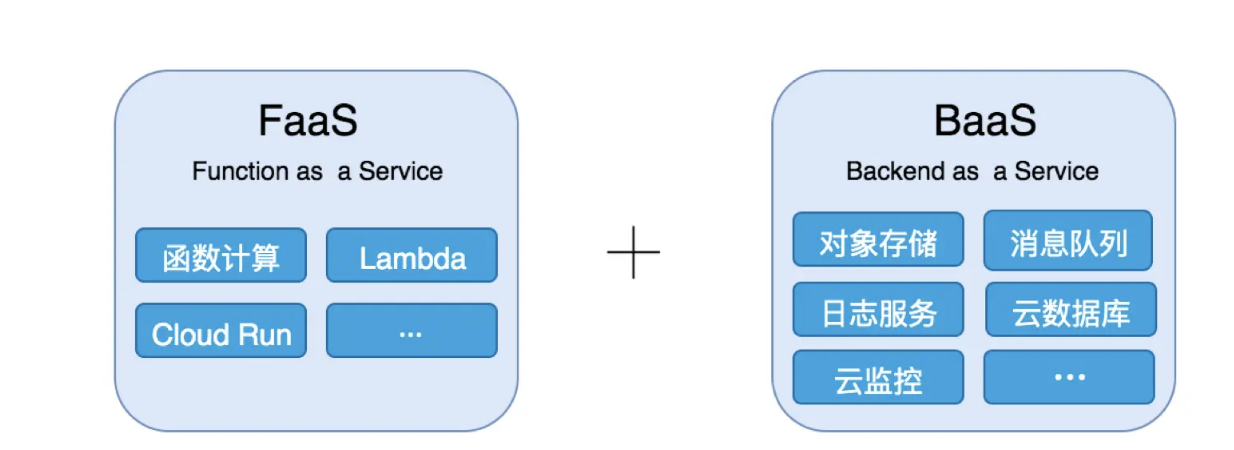 FaaS
Function as a Service
函数计算
Lambda
Cloud Run
...
+
BaaS
Backend as a Service
对象存储
消息队列
日志服务
云数据库
云监控
...